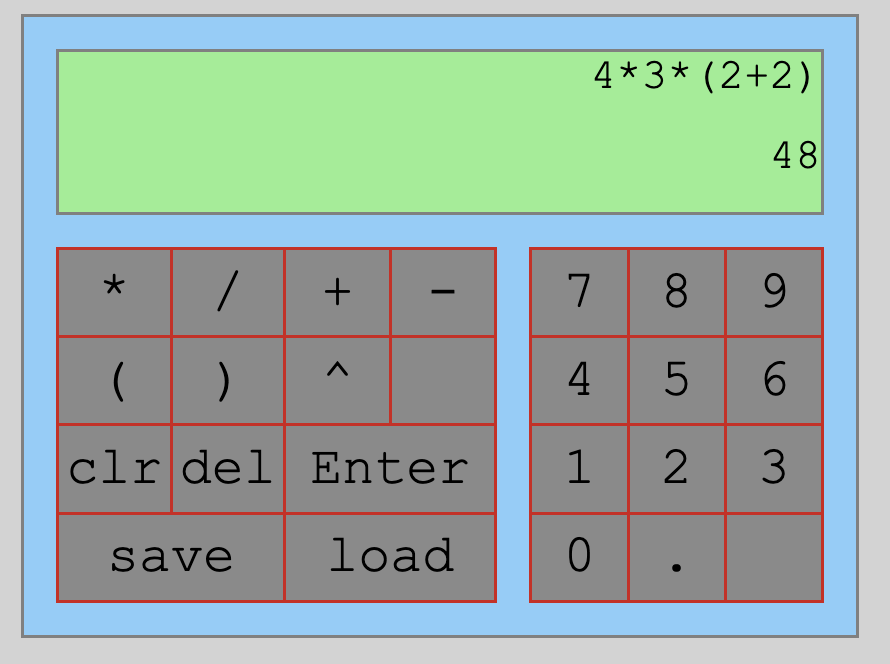 4*3*(2+2)
48
* / + - 7 8 9
( ) ^ 4 5 6
clr del Enter 1 2 3
save load 0 .